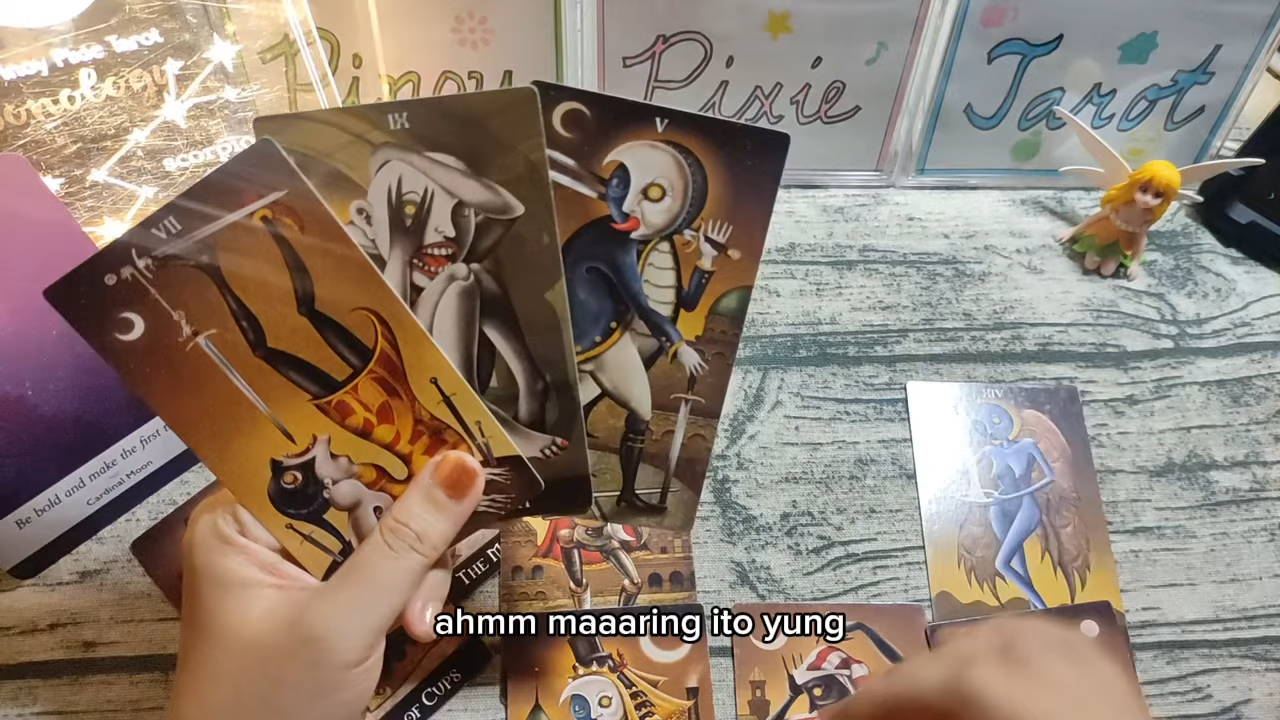 Pinoy Pixie Tarot
Pixie Tarot
scorpio
VII
IX
V
XIV
Be bold and make the first
Cardinal Moon
THE M
OF CUPS
ahmm maaaring ito yung